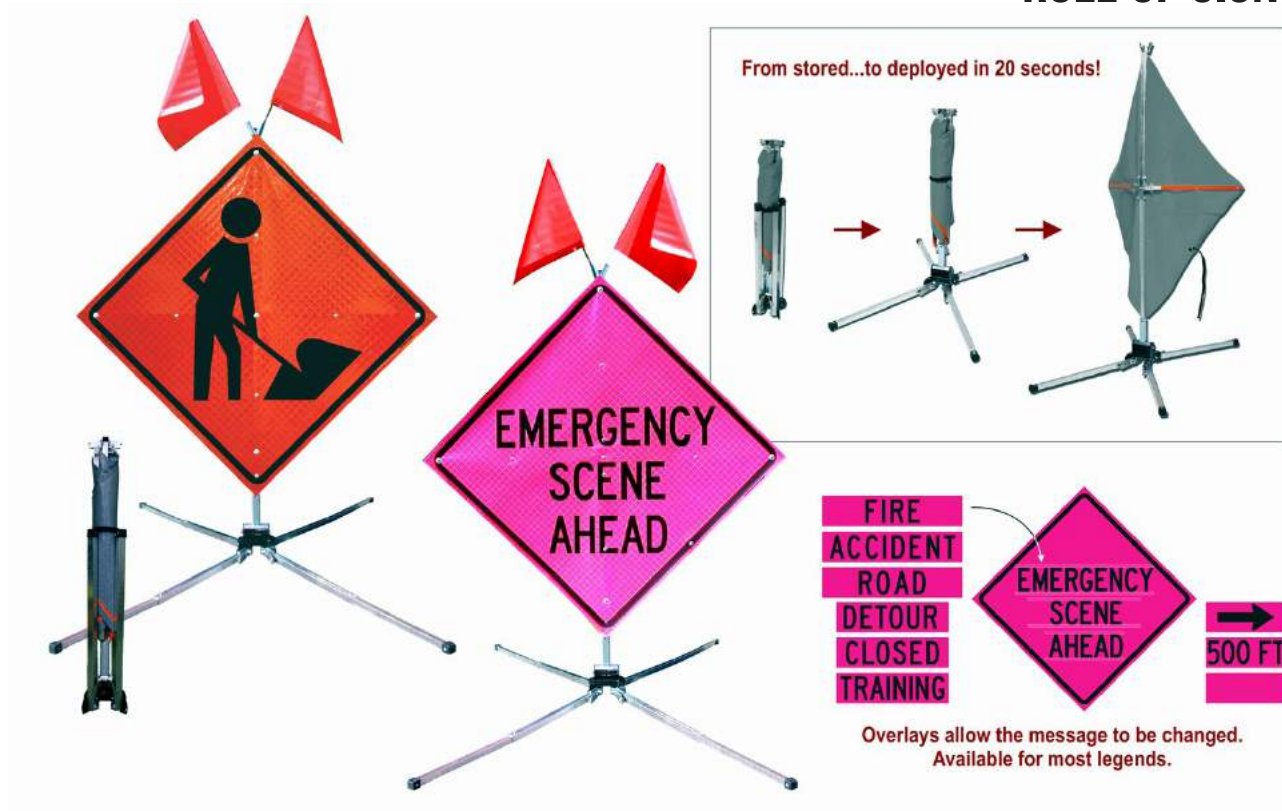 From stored...to deployed in 20 seconds!
EMERGENCY
SCENE
AHEAD
FIRE
ACCIDENT
ROAD
DETOUR
CLOSED
TRAINING
EMERGENCY
SCENE
AHEAD
500 FT
Overlays allow the message to be changed.
Available for most legends.